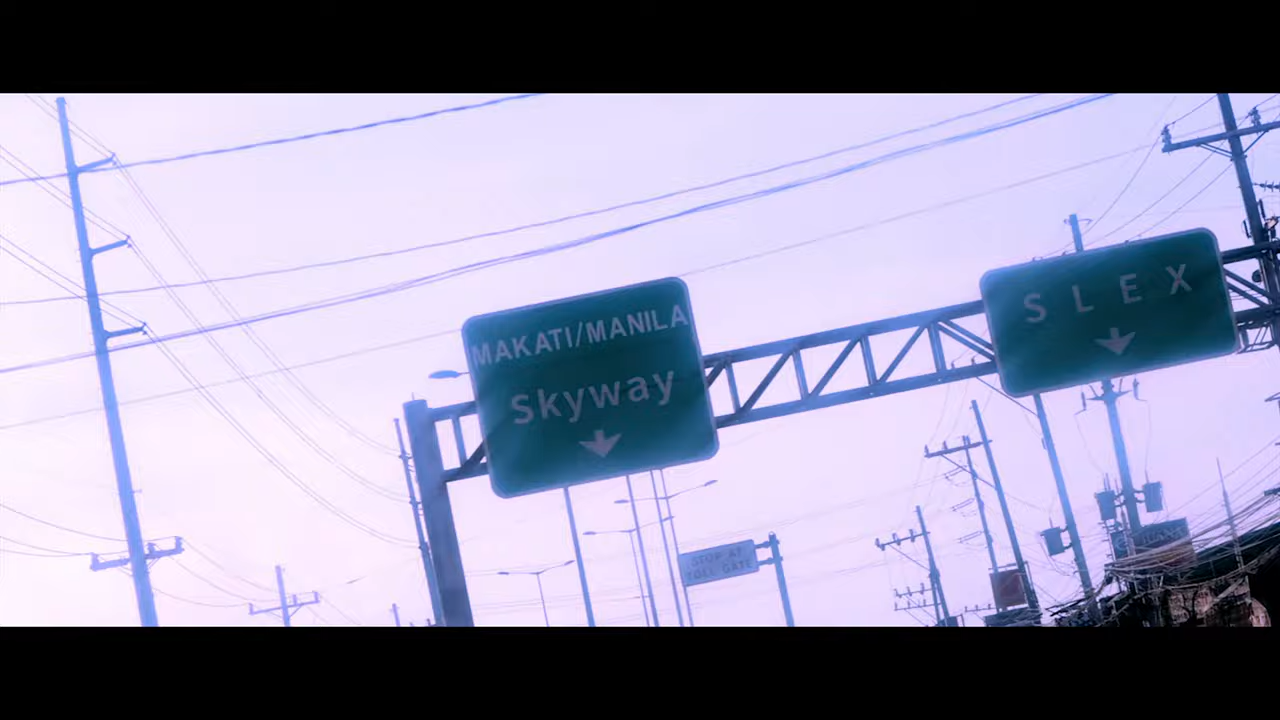 MAKATI/MANILA
Skyway
SLEX
STOP AT
TOLL GATE